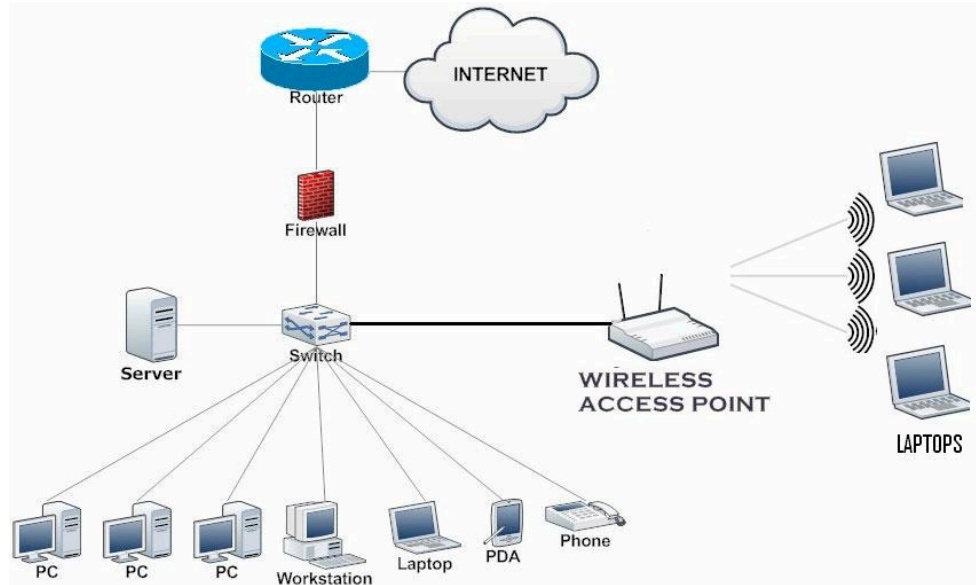 INTERNET
Router
Firewall
Switch
Server
WIRELESS
ACCESS POINT
LAPTOPS
PC
PC
PC
Workstation
Laptop
PDA
Phone